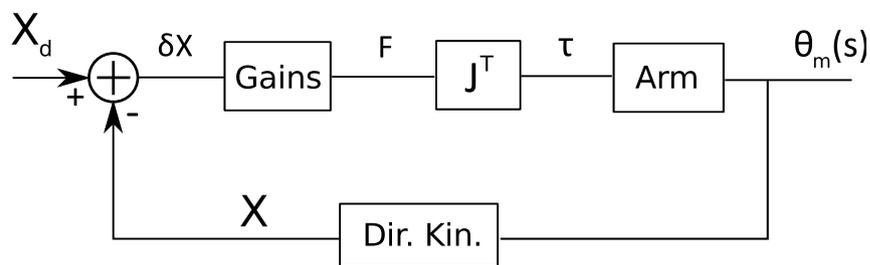 X_d
δX
F
τ
θ_m(s)
+
-
Gains
J^T
Arm
X
Dir. Kin.